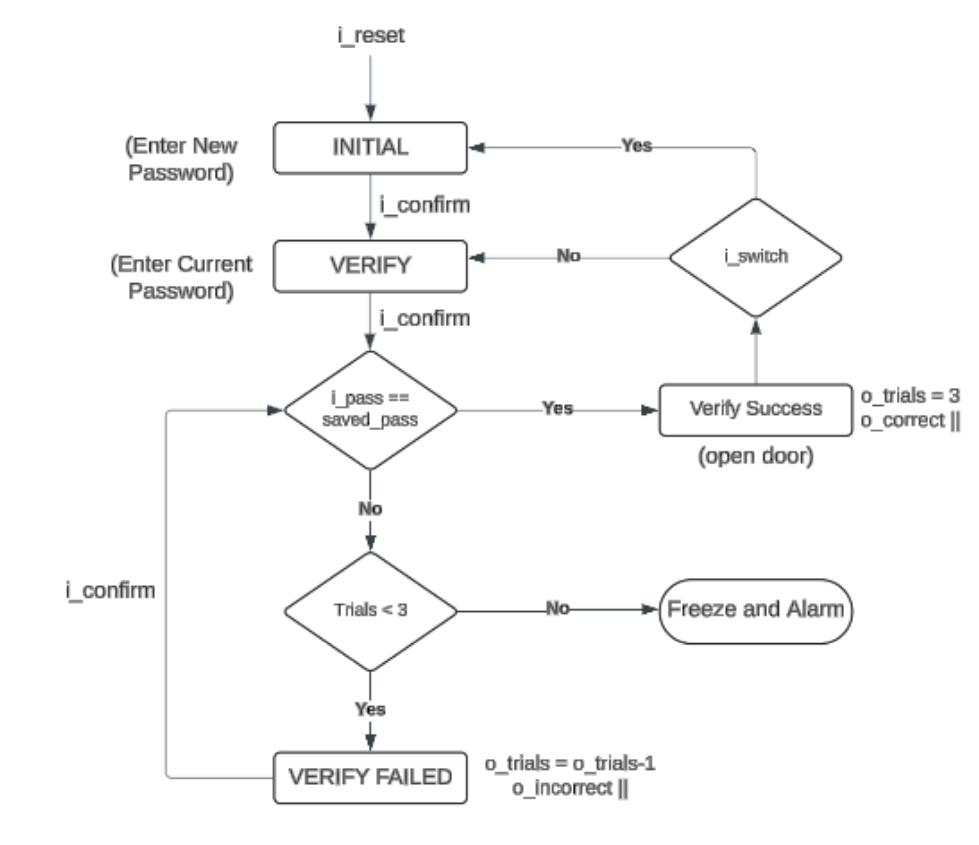 i_reset
(Enter New
Password)
INITIAL
Yes
i_confirm
(Enter Current
Password)
VERIFY
No
i_switch
i_confirm
i_pass ==
saved_pass
Yes
Verify Success
o_trials = 3
o_correct ||
(open door)
No
i_confirm
Trials < 3
No
Freeze and Alarm
Yes
VERIFY FAILED
o_trials = o_trials-1
o_incorrect ||